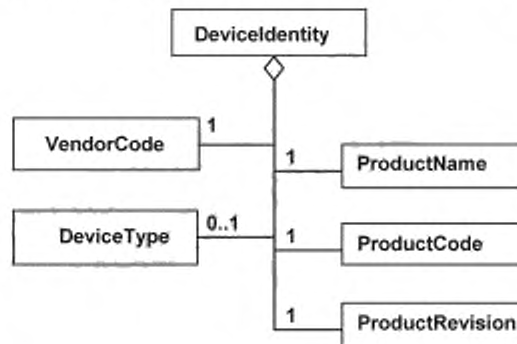 DeviceIdentity
1
VendorCode
1
ProductName
0..1
DeviceType
1
ProductCode
1
ProductRevision